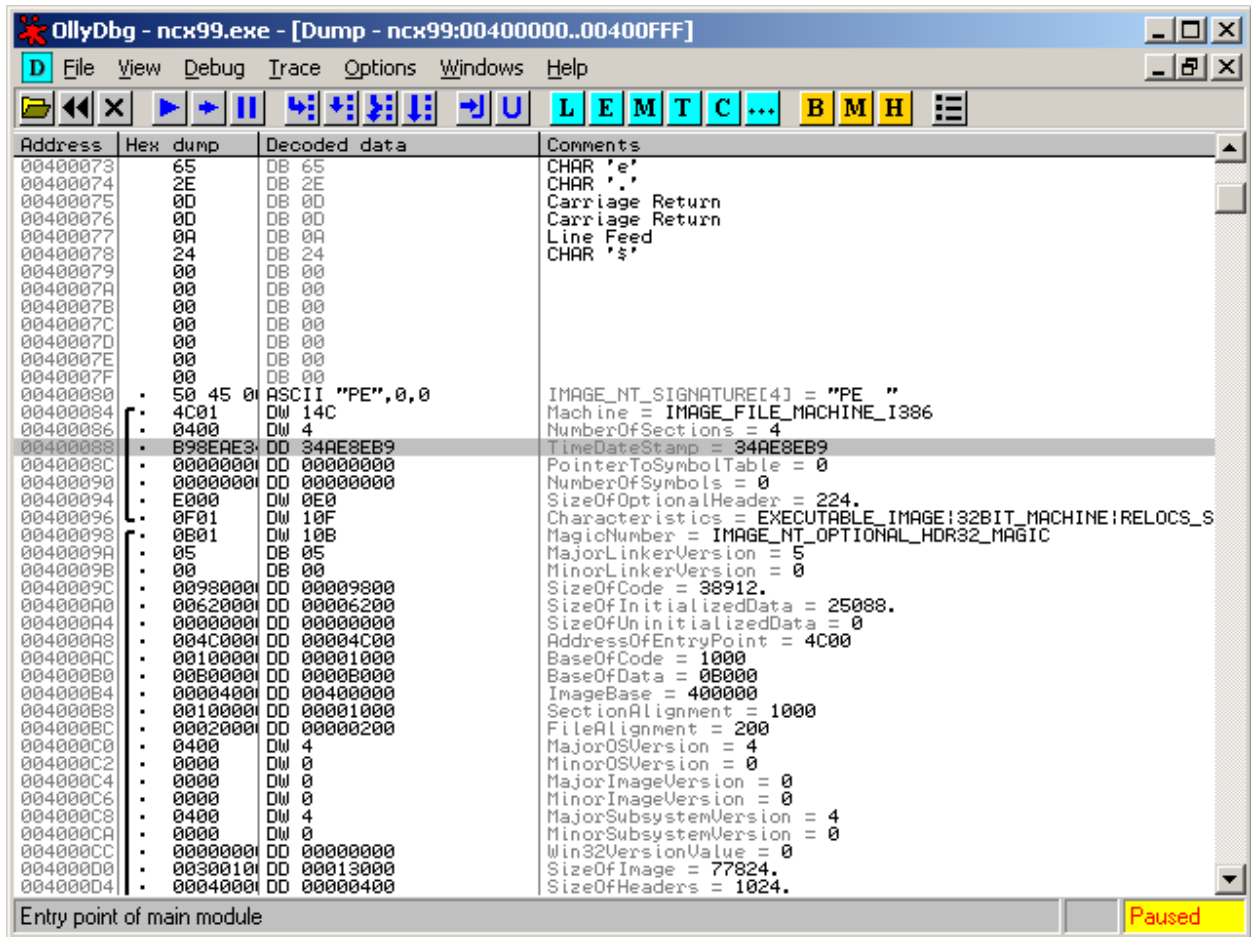 OllyDbg - ncx99.exe - [Dump - ncx99:00400000..00400FFF]
D File View Debug Trace Options Windows Help
L E M T C ... B M H
Address Hex dump Decoded data Comments
00400073 65 DB 65 CHAR 'e'
00400074 2E DB 2E CHAR '.'
00400075 0D DB 0D Carriage Return
00400076 0D DB 0D Carriage Return
00400077 0A DB 0A Line Feed
00400078 24 DB 24 CHAR '$'
00400079 00 DB 00
0040007A 00 DB 00
0040007B 00 DB 00
0040007C 00 DB 00
0040007D 00 DB 00
0040007E 00 DB 00
0040007F 00 DB 00
00400080 . 50 45 0 ASCII "PE",0,0 IMAGE_NT_SIGNATURE[4] = "PE  "
00400084 . 4C01 DW 14C Machine = IMAGE_FILE_MACHINE_I386
00400086 . 0400 DW 4 NumberOfSections = 4
00400088 . B98EAE3 DD 34AE8EB9 TimeDateStamp = 34AE8EB9
0040008C . 0000000 DD 00000000 PointerToSymbolTable = 0
00400090 . 0000000 DD 00000000 NumberOfSymbols = 0
00400094 . E000 DW 0E0 SizeOfOptionalHeader = 224.
00400096 . 0F01 DW 10F Characteristics = EXECUTABLE_IMAGE|32BIT_MACHINE|RELOCS_S
00400098 . 0B01 DW 10B MagicNumber = IMAGE_NT_OPTIONAL_HDR32_MAGIC
0040009A . 05 DB 05 MajorLinkerVersion = 5
0040009B . 00 DB 00 MinorLinkerVersion = 0
0040009C . 0098000 DD 00009800 SizeOfCode = 38912.
004000A0 . 0062000 DD 00006200 SizeOfInitializedData = 25088.
004000A4 . 0000000 DD 00000000 SizeOfUninitializedData = 0
004000A8 . 004C000 DD 00004C00 AddressOfEntryPoint = 4C00
004000AC . 0010000 DD 00001000 BaseOfCode = 1000
004000B0 . 00B0000 DD 0000B000 BaseOfData = 0B000
004000B4 . 0000400 DD 00400000 ImageBase = 400000
004000B8 . 0010000 DD 00001000 SectionAlignment = 1000
004000BC . 0002000 DD 00000200 FileAlignment = 200
004000C0 . 0400 DW 4 MajorOSVersion = 4
004000C2 . 0000 DW 0 MinorOSVersion = 0
004000C4 . 0000 DW 0 MajorImageVersion = 0
004000C6 . 0000 DW 0 MinorImageVersion = 0
004000C8 . 0400 DW 4 MajorSubsystemVersion = 4
004000CA . 0000 DW 0 MinorSubsystemVersion = 0
004000CC . 0000000 DD 00000000 Win32VersionValue = 0
004000D0 . 0030010 DD 00013000 SizeOfImage = 77824.
004000D4 . 0004000 DD 00000400 SizeOfHeaders = 1024.
Entry point of main module Paused